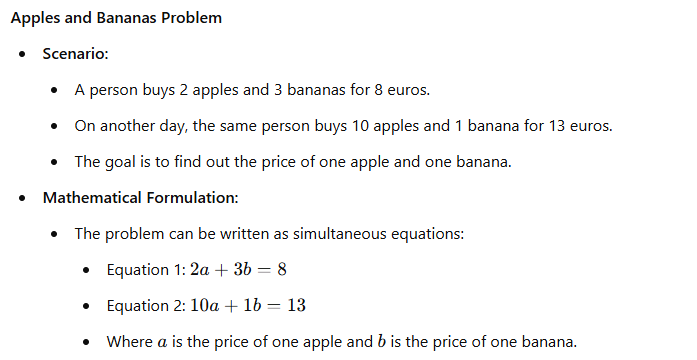 Apples and Bananas Problem
Scenario:
A person buys 2 apples and 3 bananas for 8 euros.
On another day, the same person buys 10 apples and 1 banana for 13 euros.
The goal is to find out the price of one apple and one banana.
Mathematical Formulation:
The problem can be written as simultaneous equations:
Equation 1: 2a + 3b = 8
Equation 2: 10a + 1b = 13
Where a is the price of one apple and b is the price of one banana.